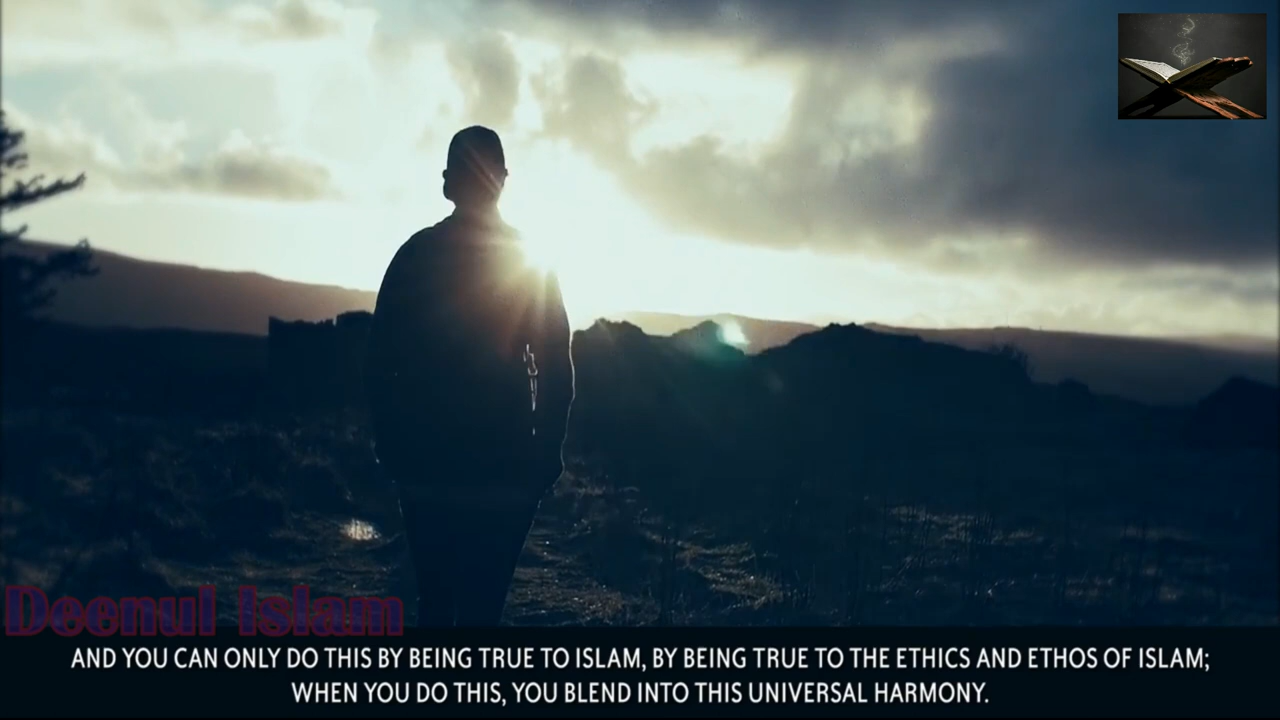 Deenul Islam
AND YOU CAN ONLY DO THIS BY BEING TRUE TO ISLAM, BY BEING TRUE TO THE ETHICS AND ETHOS OF ISLAM;
WHEN YOU DO THIS, YOU BLEND INTO THIS UNIVERSAL HARMONY.